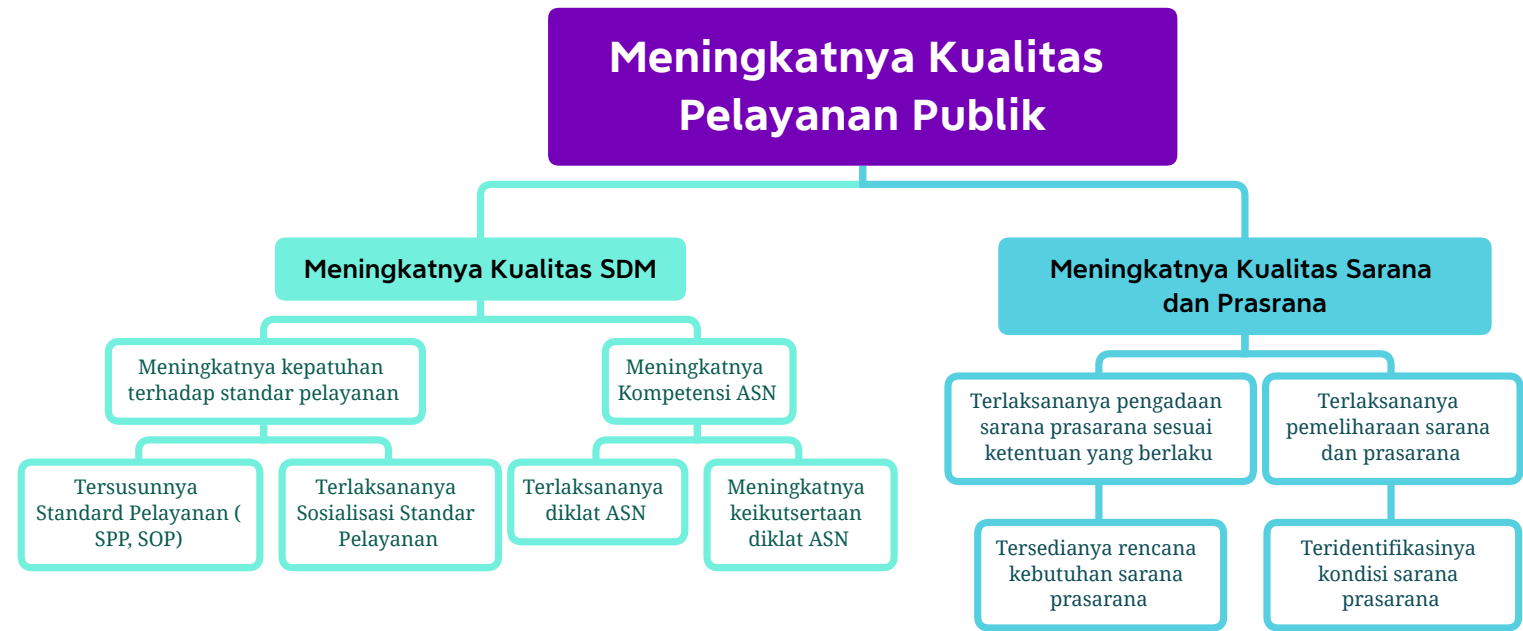 Meningkatnya Kualitas
Pelayanan Publik
Meningkatnya Kualitas SDM
Meningkatnya Kualitas Sarana
dan Prasrana
Meningkatnya kepatuhan
terhadap standar pelayanan
Meningkatnya
Kompetensi ASN
Terlaksananya pengadaan
sarana prasarana sesuai
ketentuan yang berlaku
Terlaksananya
pemeliharaan sarana
dan prasarana
Tersusunnya
Standard Pelayanan (
SPP, SOP)
Terlaksananya
Sosialisasi Standar
Pelayanan
Terlaksananya
diklat ASN
Meningkatnya
keikutsertaan
diklat ASN
Tersedianya rencana
kebutuhan sarana
prasarana
Teridentifikasinya
kondisi sarana
prasarana